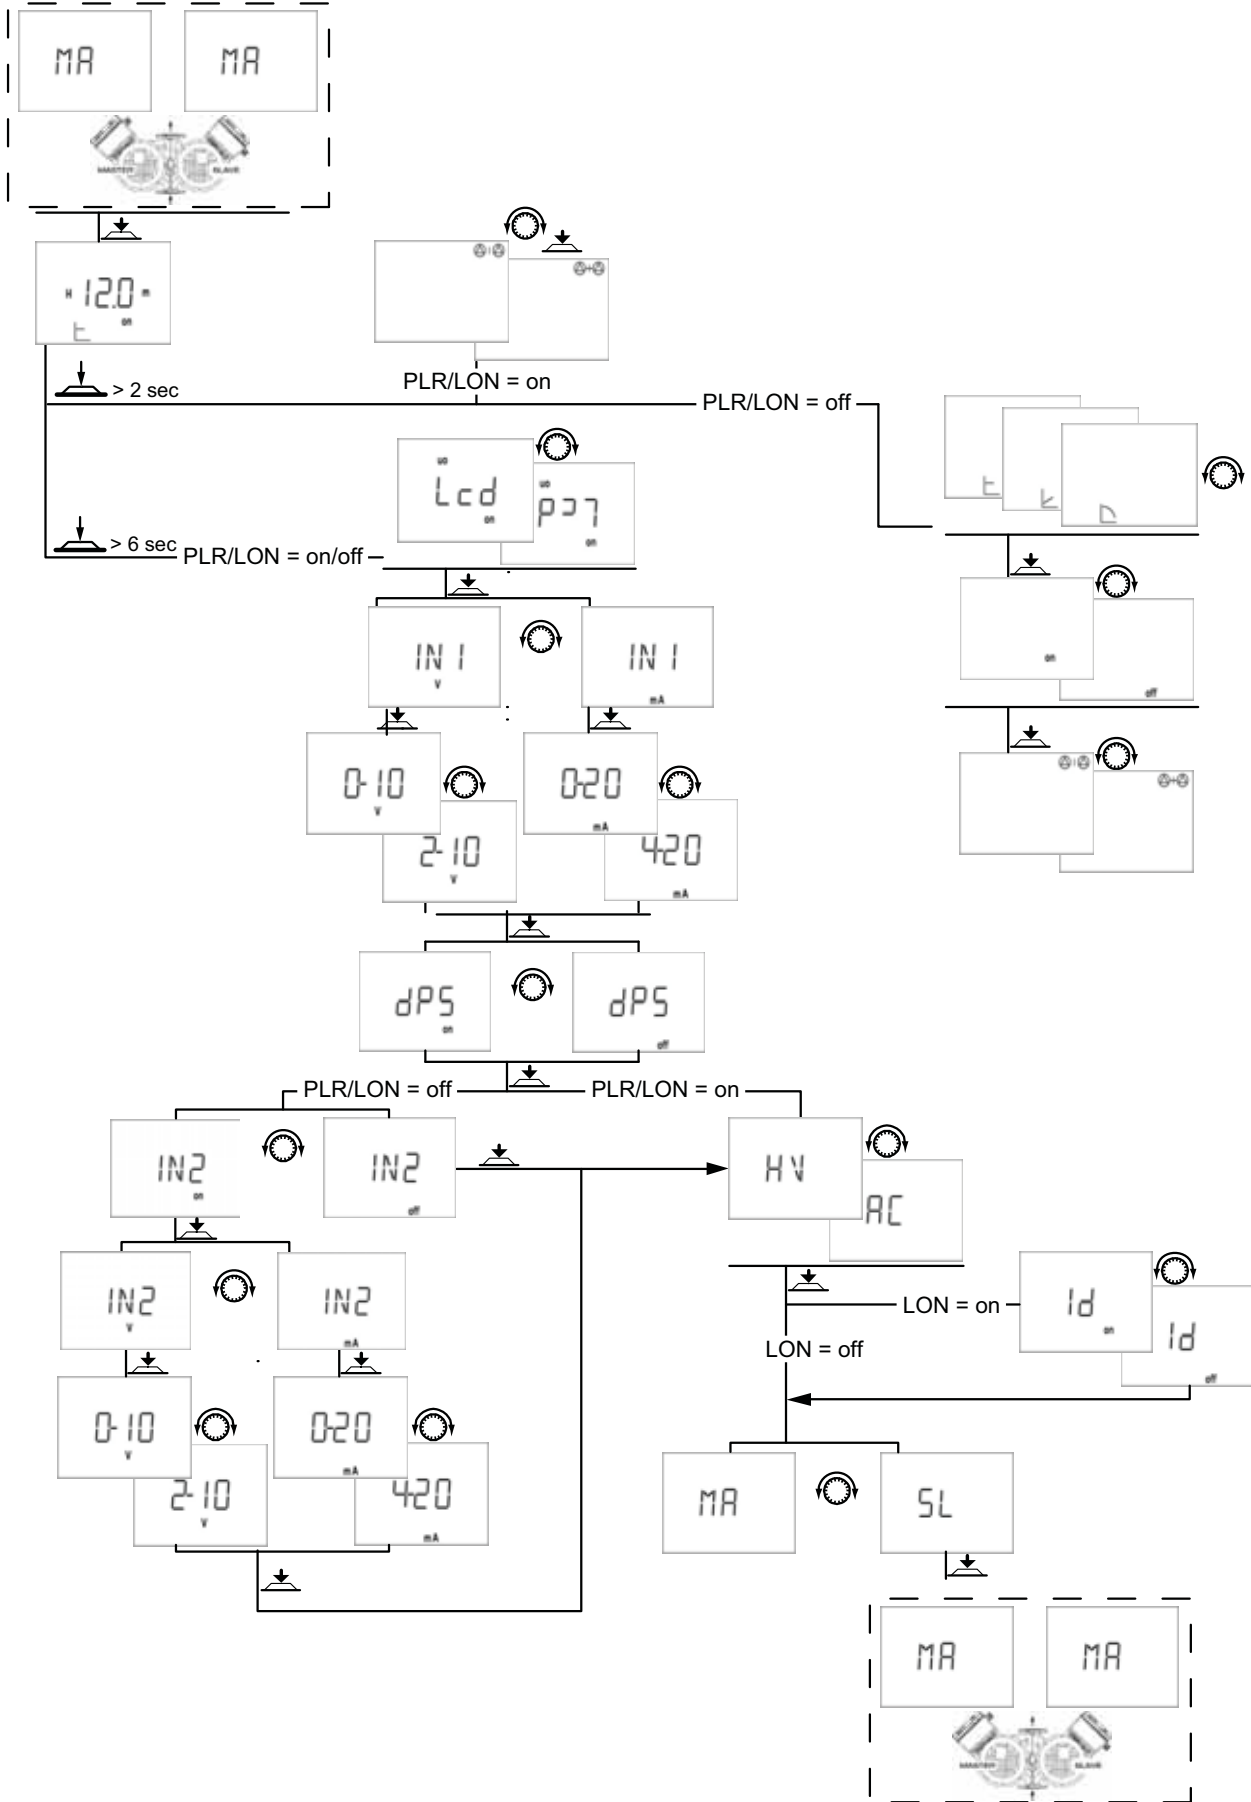 MA MA
MASTER SLAVE
H 12.0 m
on
> 2 sec
PLR/LON = on
PLR/LON = off
Lcd
on
on
> 6 sec
PLR/LON = on/off
IN 1
V
IN 1
mA
on
off
0-10
V
0-20
mA
2-10
V
4-20
mA
dPS
on
dPS
off
PLR/LON = off
PLR/LON = on
IN2
on
IN2
off
HV
AC
IN2
V
IN2
mA
LON = on
Id
on
Id
off
LON = off
0-10
V
0-20
mA
2-10
V
4-20
mA
MA
SL
MA MA
MASTER SLAVE